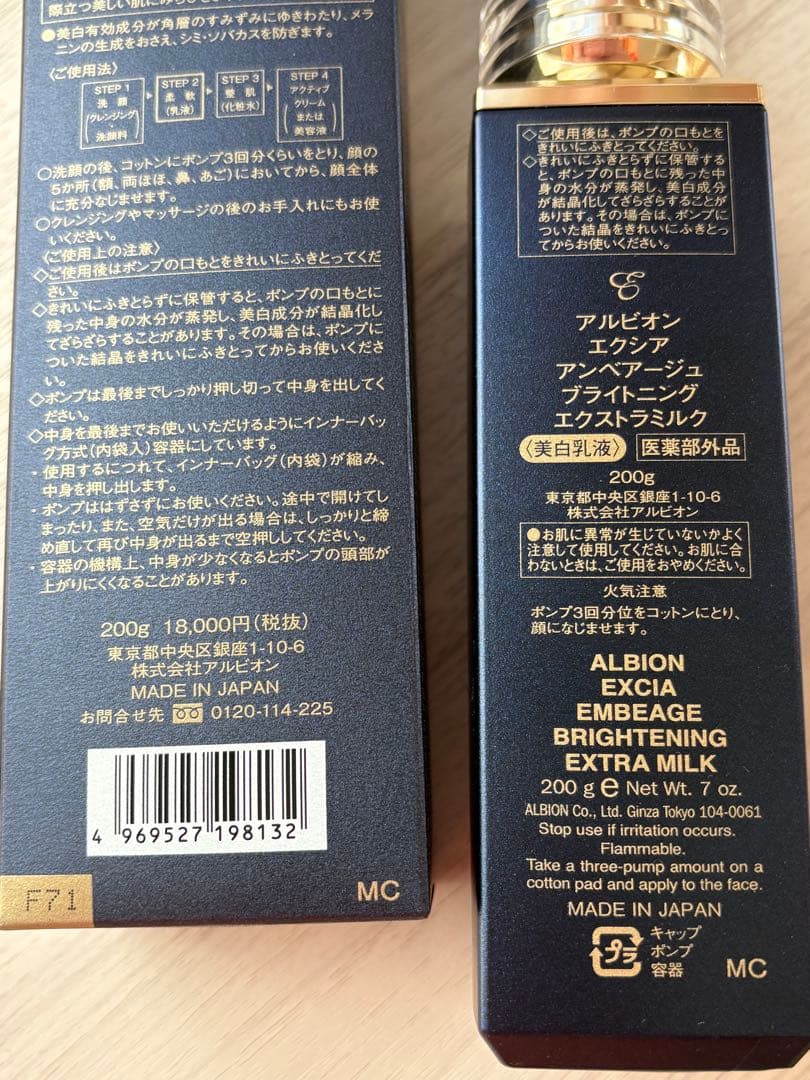 際立つ美しい肌に
●美白有効成分が角層のすみずみにゆきわたり、メラ
ニンの生成をおさえ、シミ・ソバカスを防ぎます。
〈ご使用法〉
STEP 1
洗顔
(クレンジング)
洗顔料
STEP 2
柔軟
(乳液)
STEP 3
整肌
(化粧水)
STEP 4
アクティブ
クリーム
または
美容液
○洗顔の後、コットンにポンプ3回分くらいをとり、顔の
5か所(額、両ほほ、鼻、あご)においてから、顔全体
に充分なじませます。
○クレンジングやマッサージの後のお手入れにもお使
いください。
〈ご使用上の注意〉
◇ご使用後はポンプの口もとをきれいにふきとってくだ
さい。
◇きれいにふきとらずに保管すると、ポンプの口もとに
残った中身の水分が蒸発し、美白成分が結晶化し
てざらざらすることがあります。その場合は、ポンプに
ついた結晶をきれいにふきとってからお使いくださ
い。
◇ポンプは最後までしっかり押し切って中身を出してく
ださい。
◇中身を最後までお使いいただけるようにインナーバッ
グ方式(内袋入)容器にしています。
・使用するにつれて、インナーバッグ(内袋)が縮み、
中身を押し出します。
・ポンプははずさずにお使いください。途中で開けてし
まったり、また、空気だけが出る場合は、しっかりと締
め直して再び中身が出るまで空押ししてください。
・容器の機構上、中身が少なくなるとポンプの頭部が
上がりにくくなることがあります。
200g 18,000円(税抜)
東京都中央区銀座1-10-6
株式会社アルビオン
MADE IN JAPAN
お問合せ先 0120-114-225
4 969527 198132
F71
MC
◇ご使用後は、ポンプの口もとを
きれいにふきとってください。
◇きれいにふきとらずに保管する
と、ポンプの口もとに残った中
身の水分が蒸発し、美白成分
が結晶化してざらざらすることが
あります。その場合は、ポンプに
ついた結晶をきれいにふきとっ
てからお使いください。
E
アルビオン
エクシア
アンベアージュ
ブライトニング
エクストラミルク
〈美白乳液〉 医薬部外品
200g
東京都中央区銀座1-10-6
株式会社アルビオン
●お肌に異常が生じていないかよく
注意して使用してください。お肌に合
わないときは、ご使用をおやめください。
火気注意
ポンプ3回分位をコットンにとり、
顔になじませます。
ALBION
EXCIA
EMBEAGE
BRIGHTENING
EXTRA MILK
200 g ℮ Net Wt. 7 oz.
ALBION Co., Ltd. Ginza Tokyo 104-0061
Stop use if irritation occurs.
Flammable.
Take a three-pump amount on a
cotton pad and apply to the face.
MADE IN JAPAN
プラ
キャップ
ポンプ
容器
MC